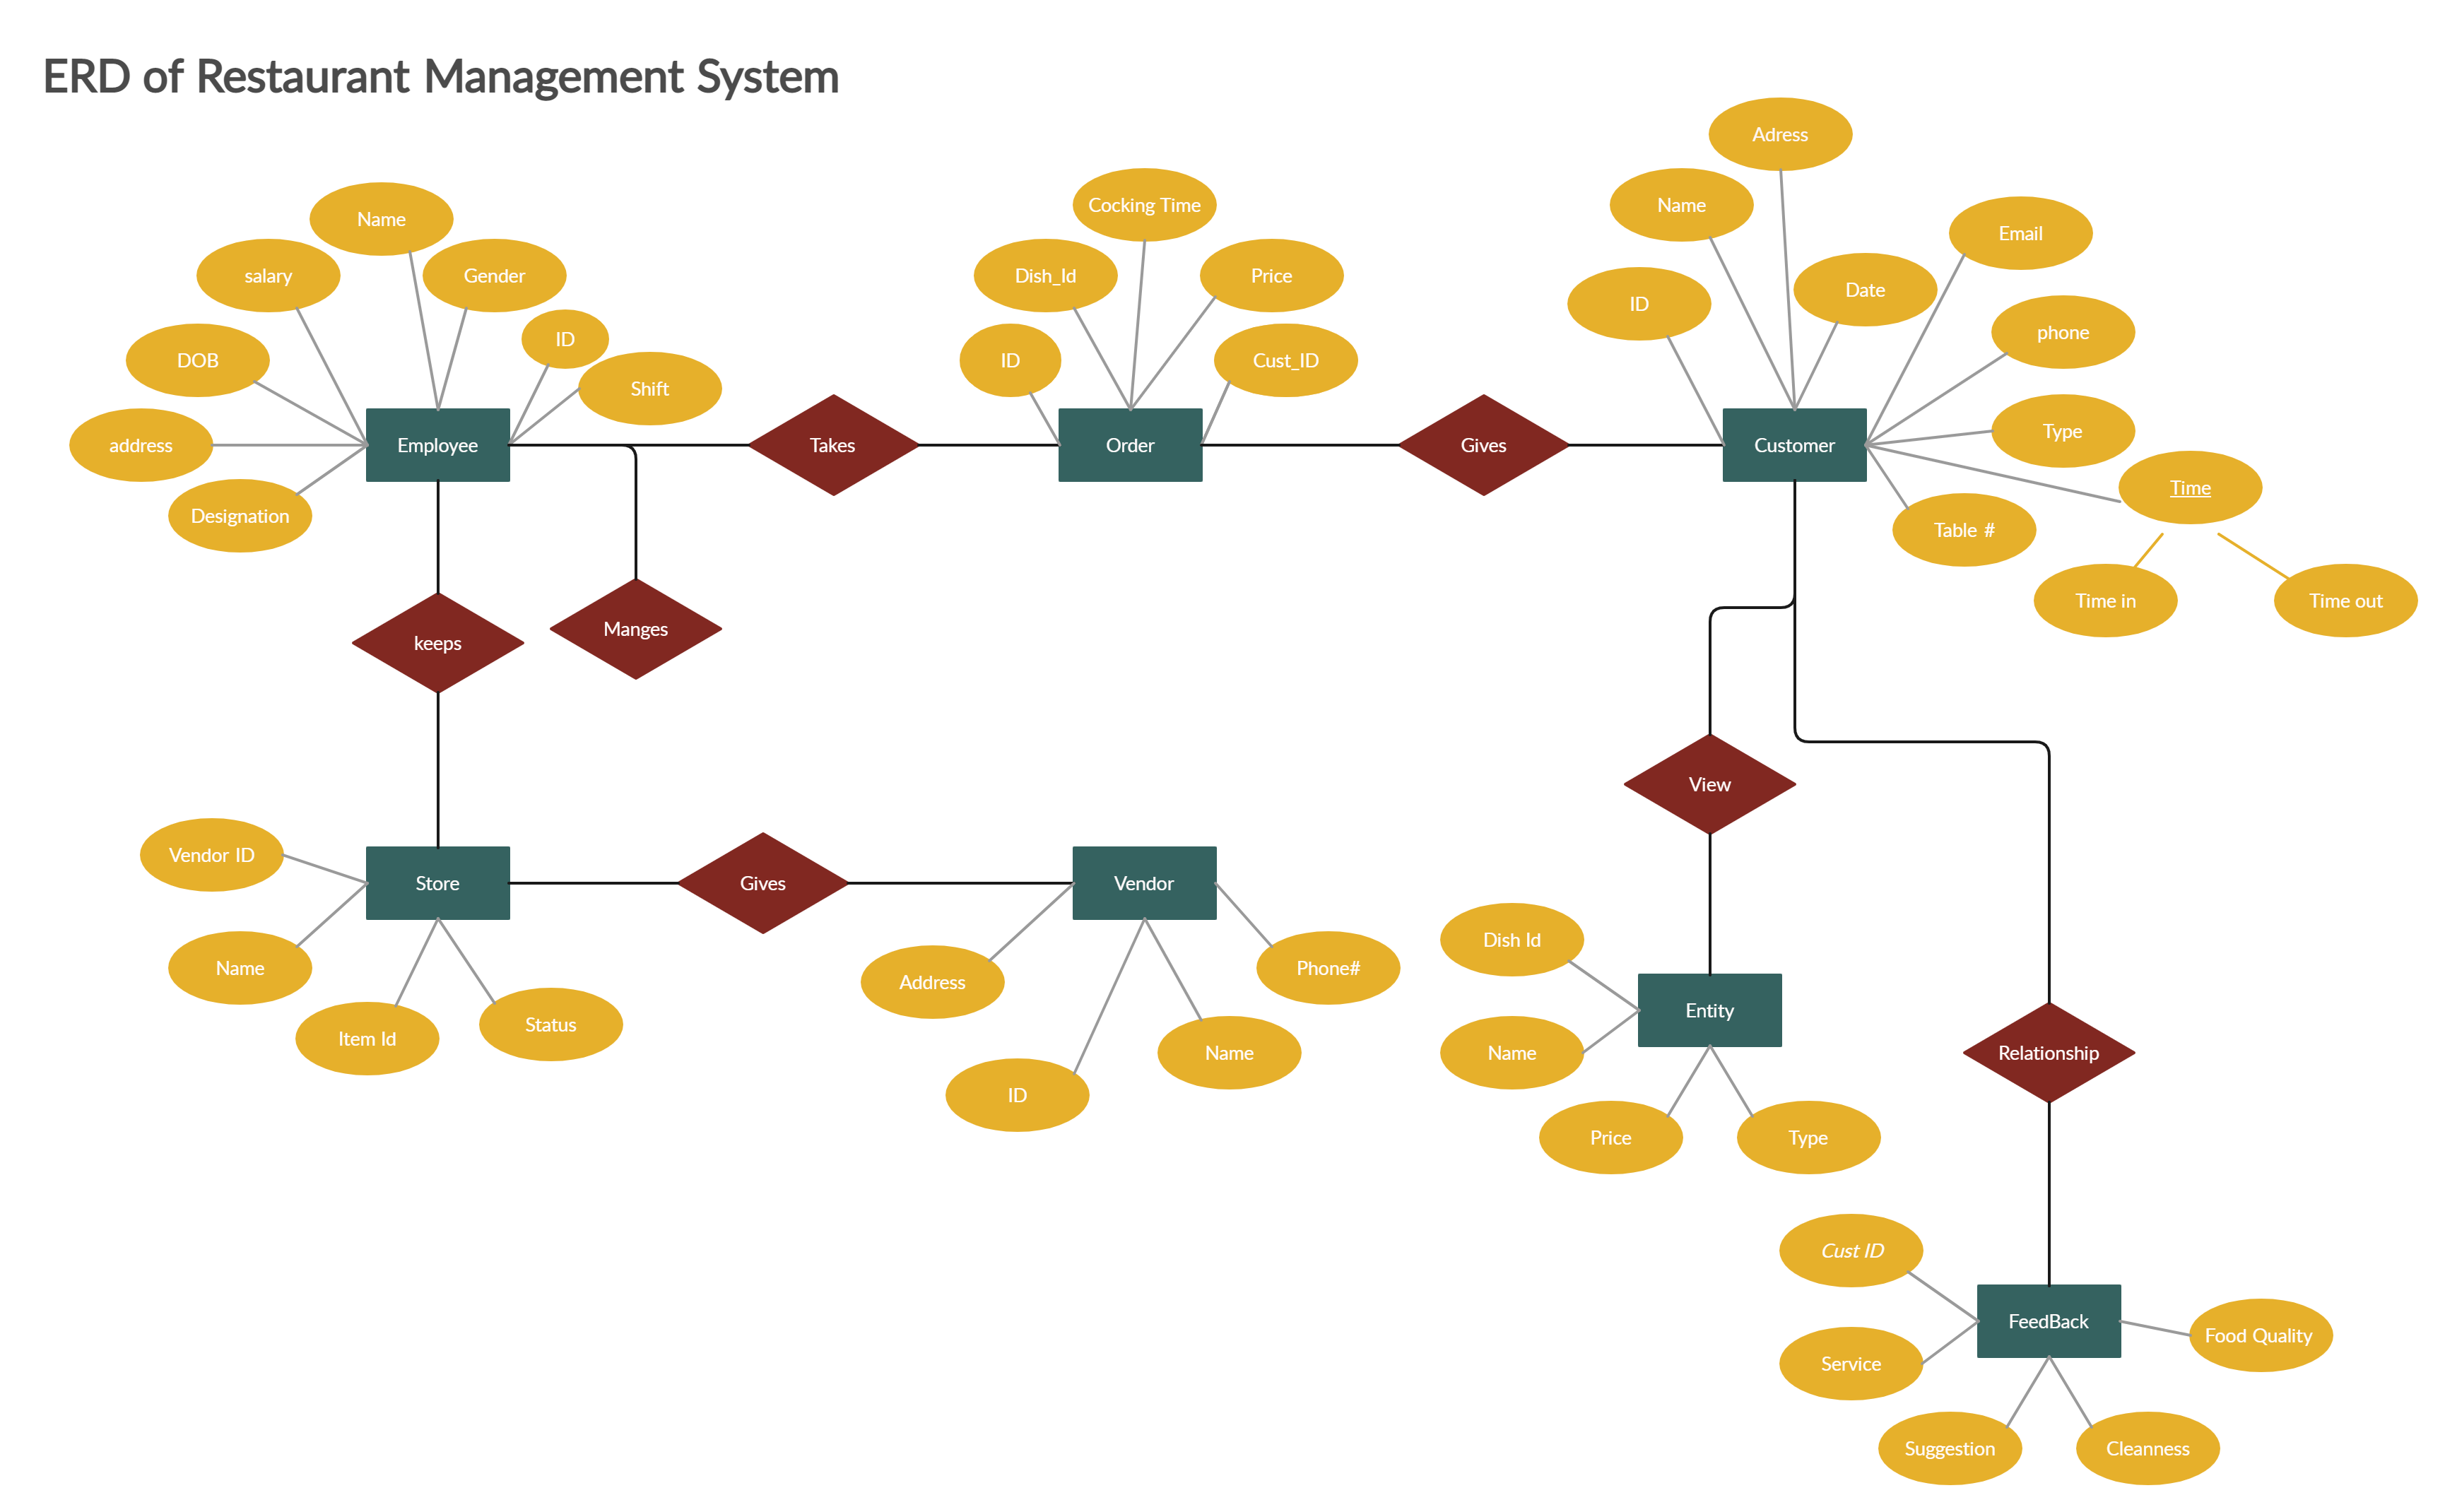 ERD of Restaurant Management System
Adress
Name
Cocking Time
Name
Email
salary
Gender
Dish_Id
Price
Date
ID
phone
ID
DOB
ID
Cust_ID
Shift
Type
address
Employee
Takes
Order
Gives
Customer
Time
Designation
Table #
Time in
Time out
keeps
Manges
View
Vendor ID
Store
Gives
Vendor
Dish Id
Name
Address
Phone#
Entity
Item Id
Status
Name
Name
Relationship
ID
Price
Type
Cust ID
FeedBack
Food Quality
Service
Suggestion
Cleanness